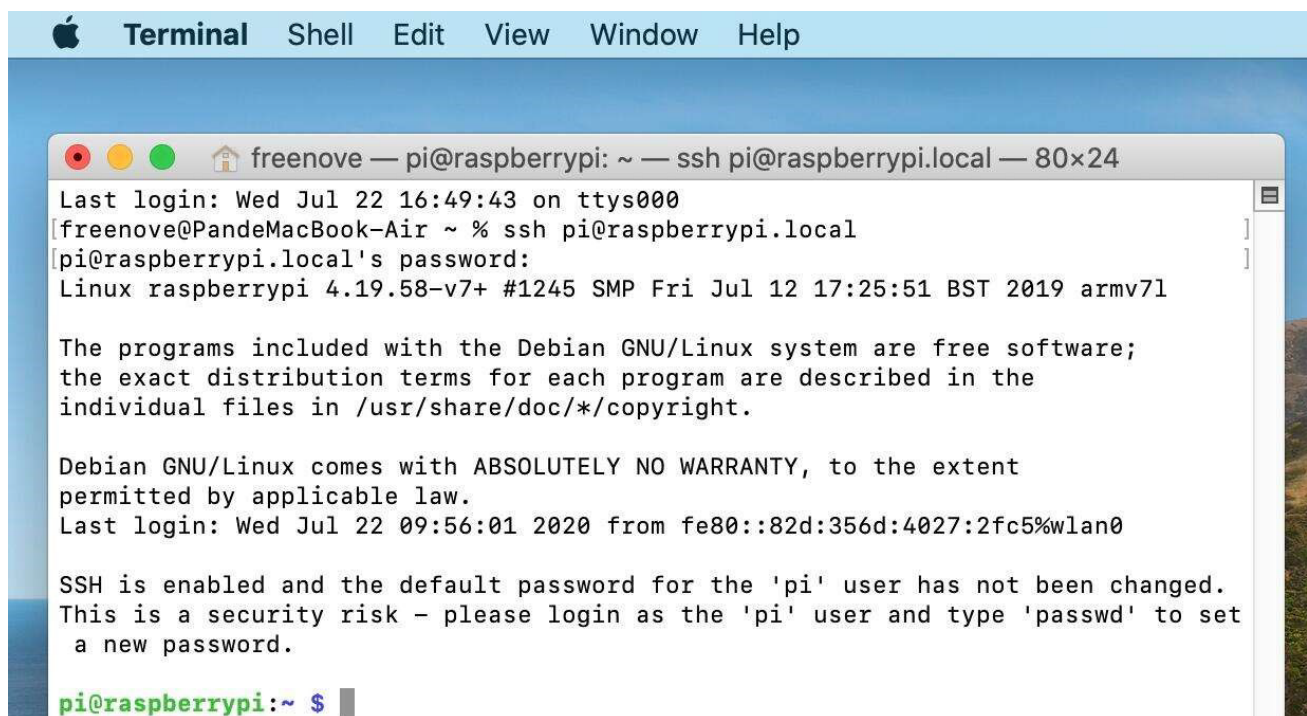 Terminal Shell Edit View Window Help
freenove — pi@raspberrypi: ~ — ssh pi@raspberrypi.local — 80×24
Last login: Wed Jul 22 16:49:43 on ttys000
[freenove@PandeMacBook-Air ~ % ssh pi@raspberrypi.local ]
[pi@raspberrypi.local's password: ]
Linux raspberrypi 4.19.58-v7+ #1245 SMP Fri Jul 12 17:25:51 BST 2019 armv7l
The programs included with the Debian GNU/Linux system are free software;
the exact distribution terms for each program are described in the
individual files in /usr/share/doc/*/copyright.
Debian GNU/Linux comes with ABSOLUTELY NO WARRANTY, to the extent
permitted by applicable law.
Last login: Wed Jul 22 09:56:01 2020 from fe80::82d:356d:4027:2fc5%wlan0
SSH is enabled and the default password for the 'pi' user has not been changed.
This is a security risk – please login as the 'pi' user and type 'passwd' to set
a new password.
pi@raspberrypi:~ $